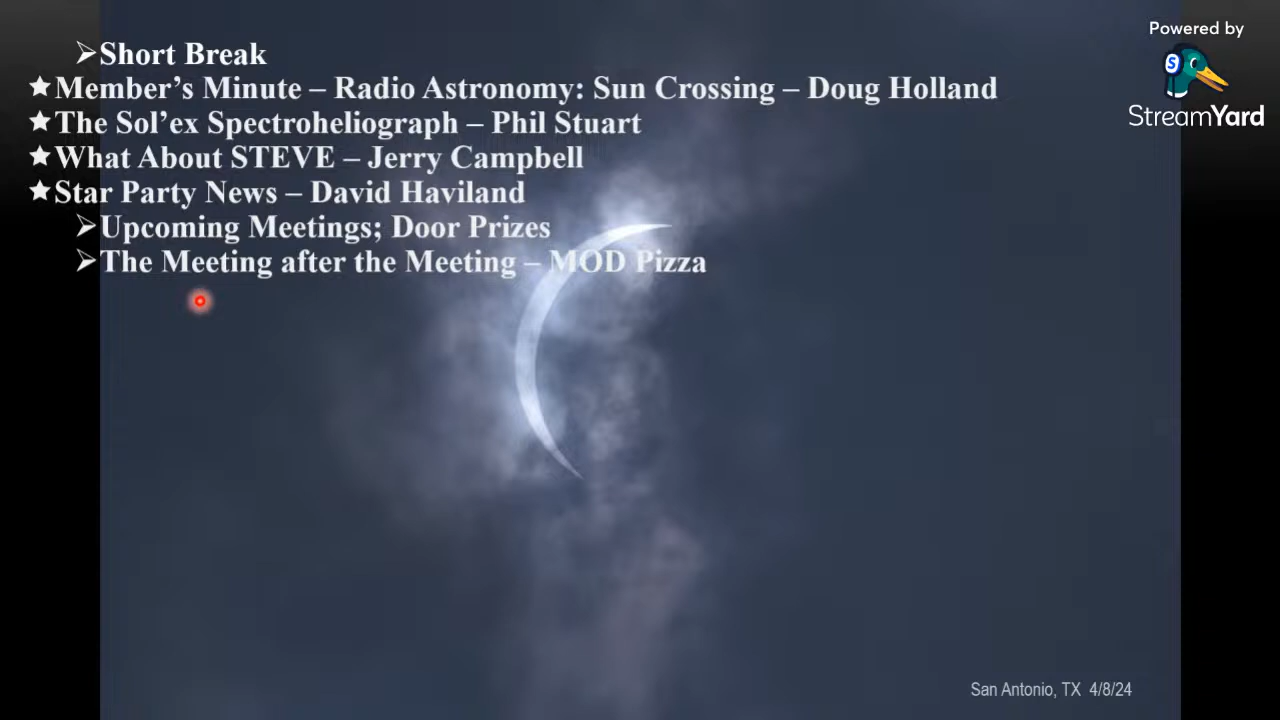 ➢Short Break
★Member’s Minute – Radio Astronomy: Sun Crossing – Doug Holland
★The Sol’ex Spectroheliograph – Phil Stuart
★What About STEVE – Jerry Campbell
★Star Party News – David Haviland
➢Upcoming Meetings; Door Prizes
➢The Meeting after the Meeting – MOD Pizza
Powered by
S
StreamYard
San Antonio, TX 4/8/24